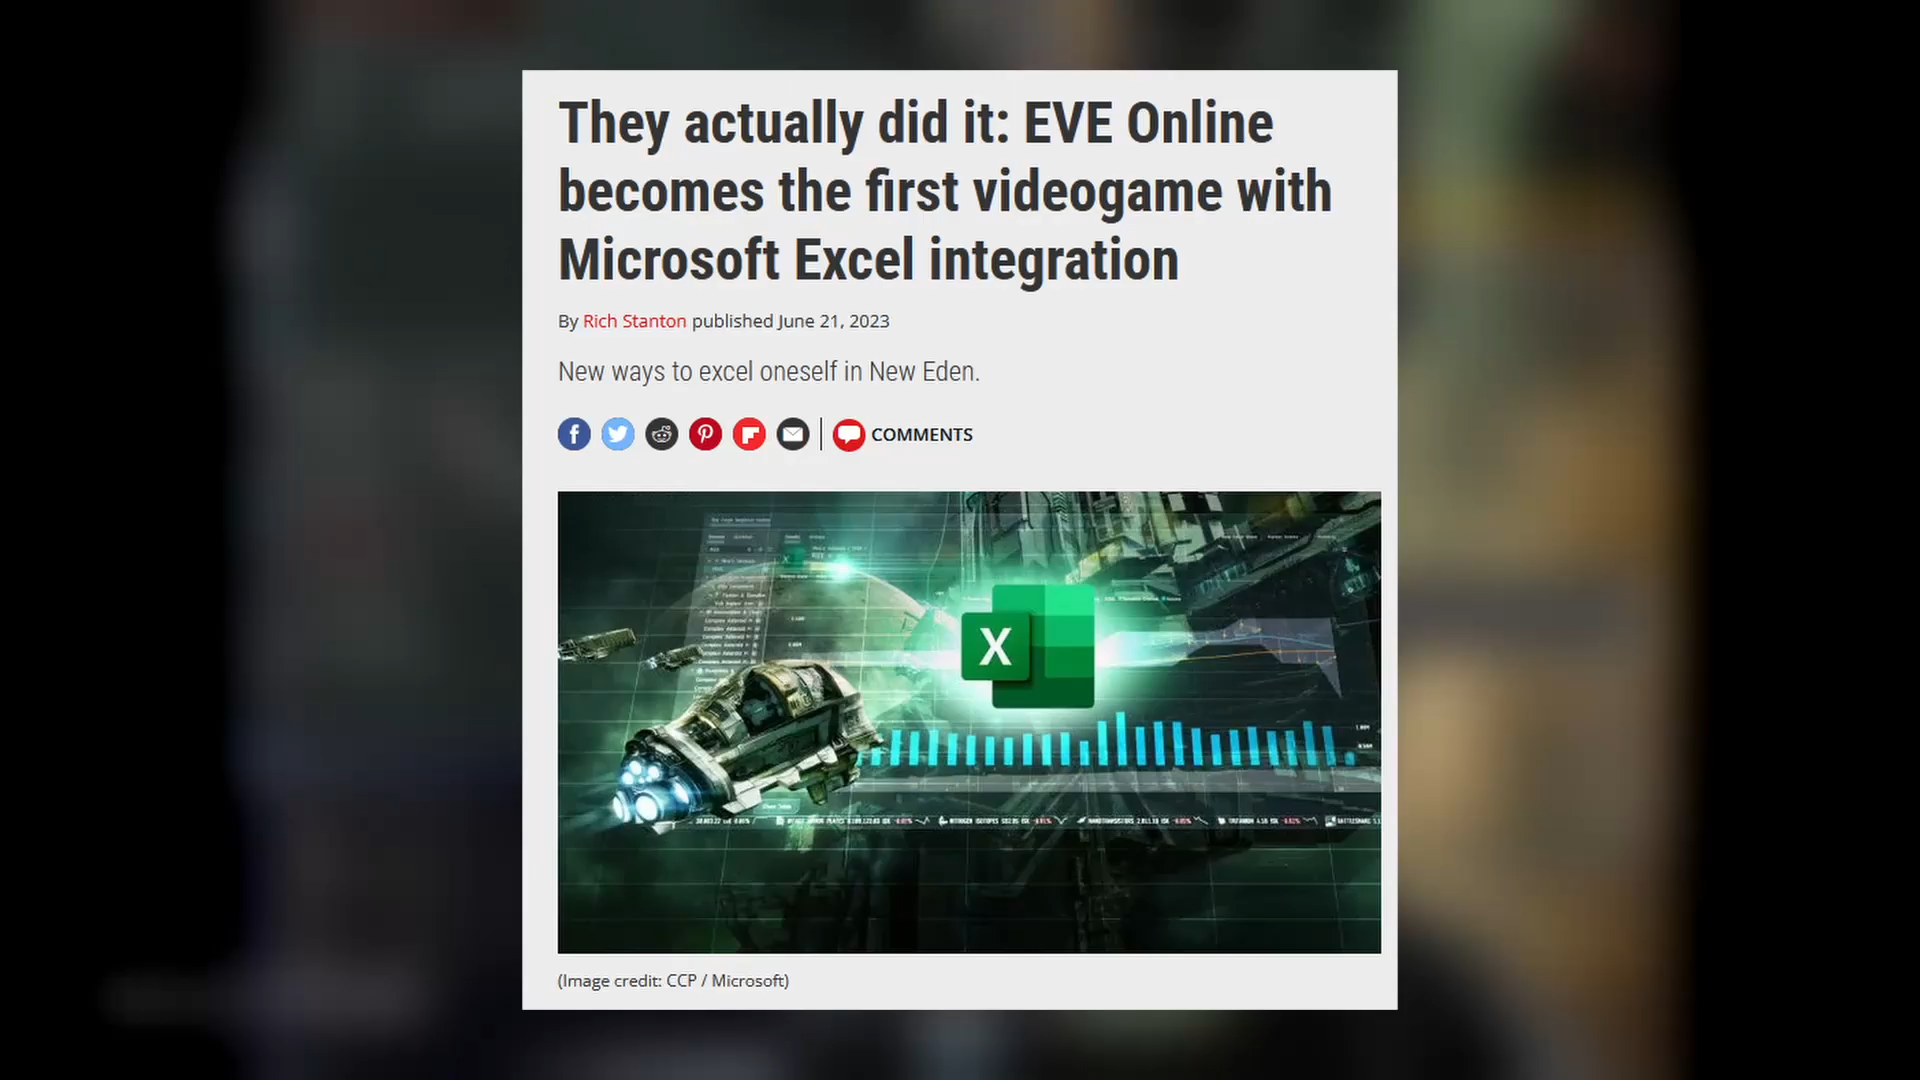 They actually did it: EVE Online
becomes the first videogame with
Microsoft Excel integration
By Rich Stanton published June 21, 2023
New ways to excel oneself in New Eden.
COMMENTS
X
(Image credit: CCP / Microsoft)